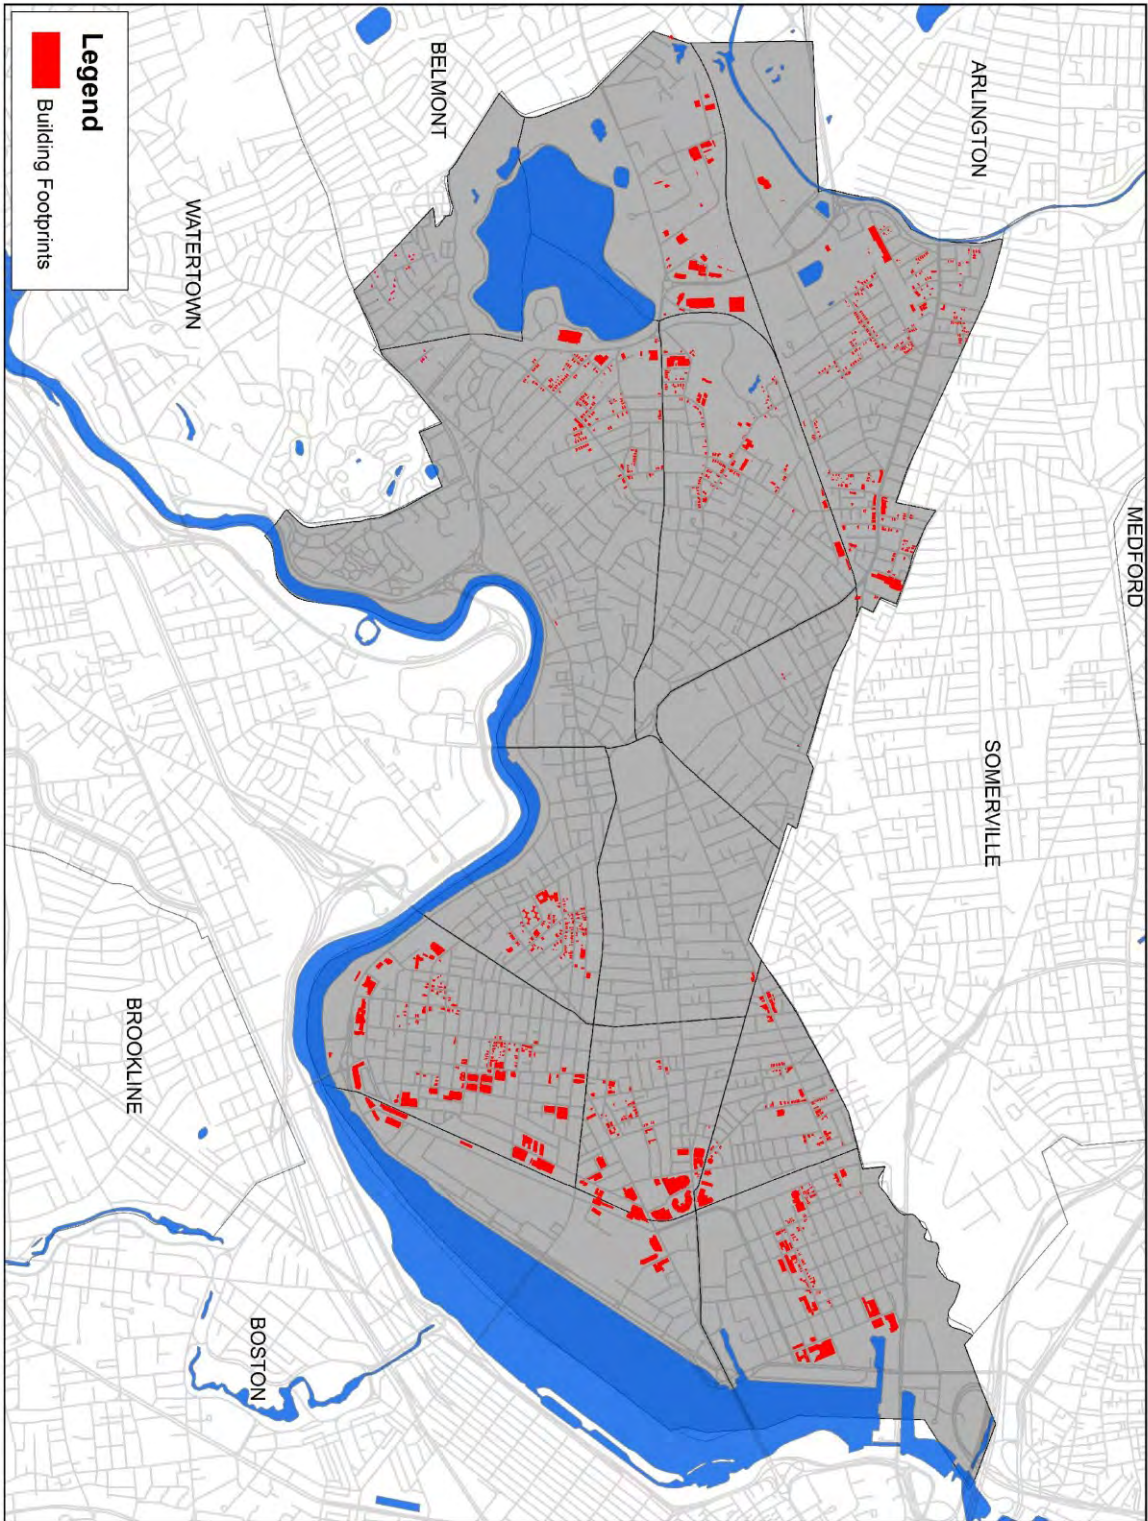 Legend
Building Footprints
BELMONT
ARLINGTON
WATERTOWN
MEDFORD
SOMERVILLE
BROOKLINE
BOSTON